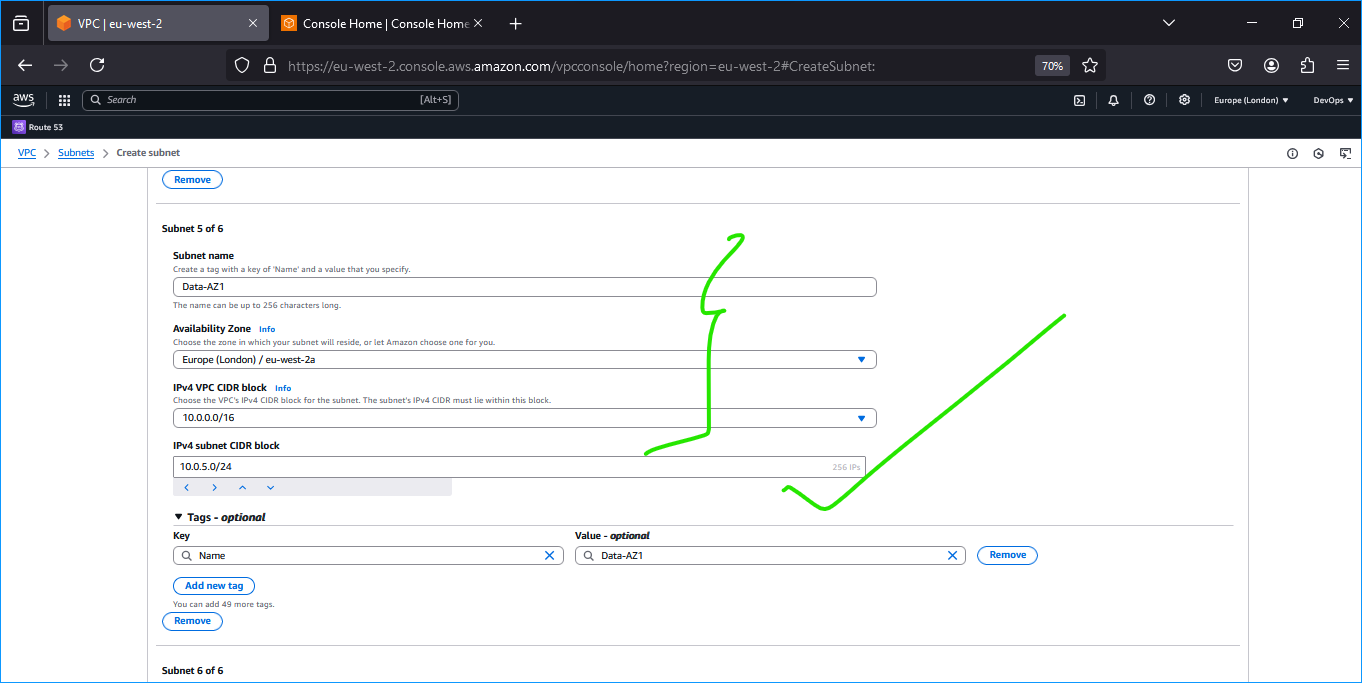 VPC | eu-west-2
Console Home | Console Home
https://eu-west-2.console.aws.amazon.com/vpcconsole/home?region=eu-west-2#CreateSubnet:
70%
aws
Search
[Alt+S]
Europe (London)
DevOps
Route 53
VPC
Subnets
Create subnet
Remove
Subnet 5 of 6
Subnet name
Create a tag with a key of 'Name' and a value that you specify.
Data-AZ1
The name can be up to 256 characters long.
Availability Zone Info
Choose the zone in which your subnet will reside, or let Amazon choose one for you.
Europe (London) / eu-west-2a
IPv4 VPC CIDR block Info
Choose the VPC's IPv4 CIDR block for the subnet. The subnet's IPv4 CIDR must lie within this block.
10.0.0.0/16
IPv4 subnet CIDR block
10.0.5.0/24
256 IPs
Tags - optional
Key
Value - optional
Name
Data-AZ1
Remove
Add new tag
You can add 49 more tags.
Remove
Subnet 6 of 6